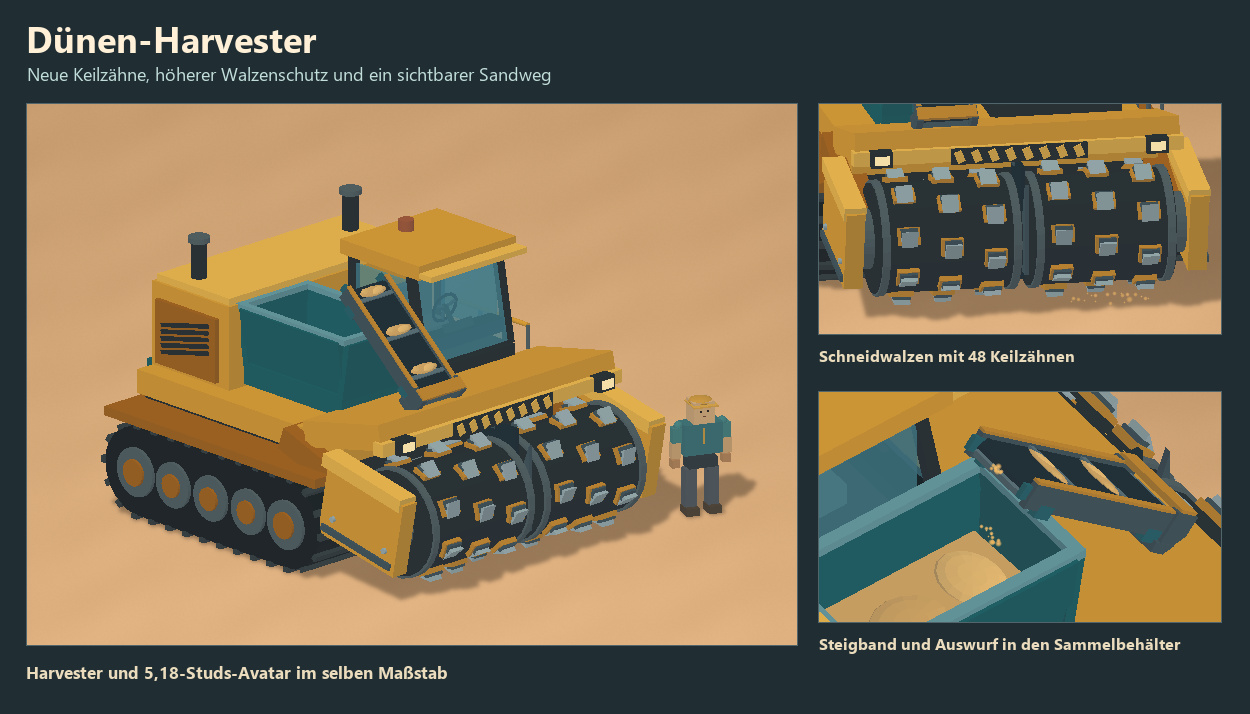 Dünen-Harvester
Neue Keilzähne, höherer Walzenschutz und ein sichtbarer Sandweg
Schneidwalzen mit 48 Keilzähnen
Steigband und Auswurf in den Sammelbehälter
Harvester und 5,18-Studs-Avatar im selben Maßstab